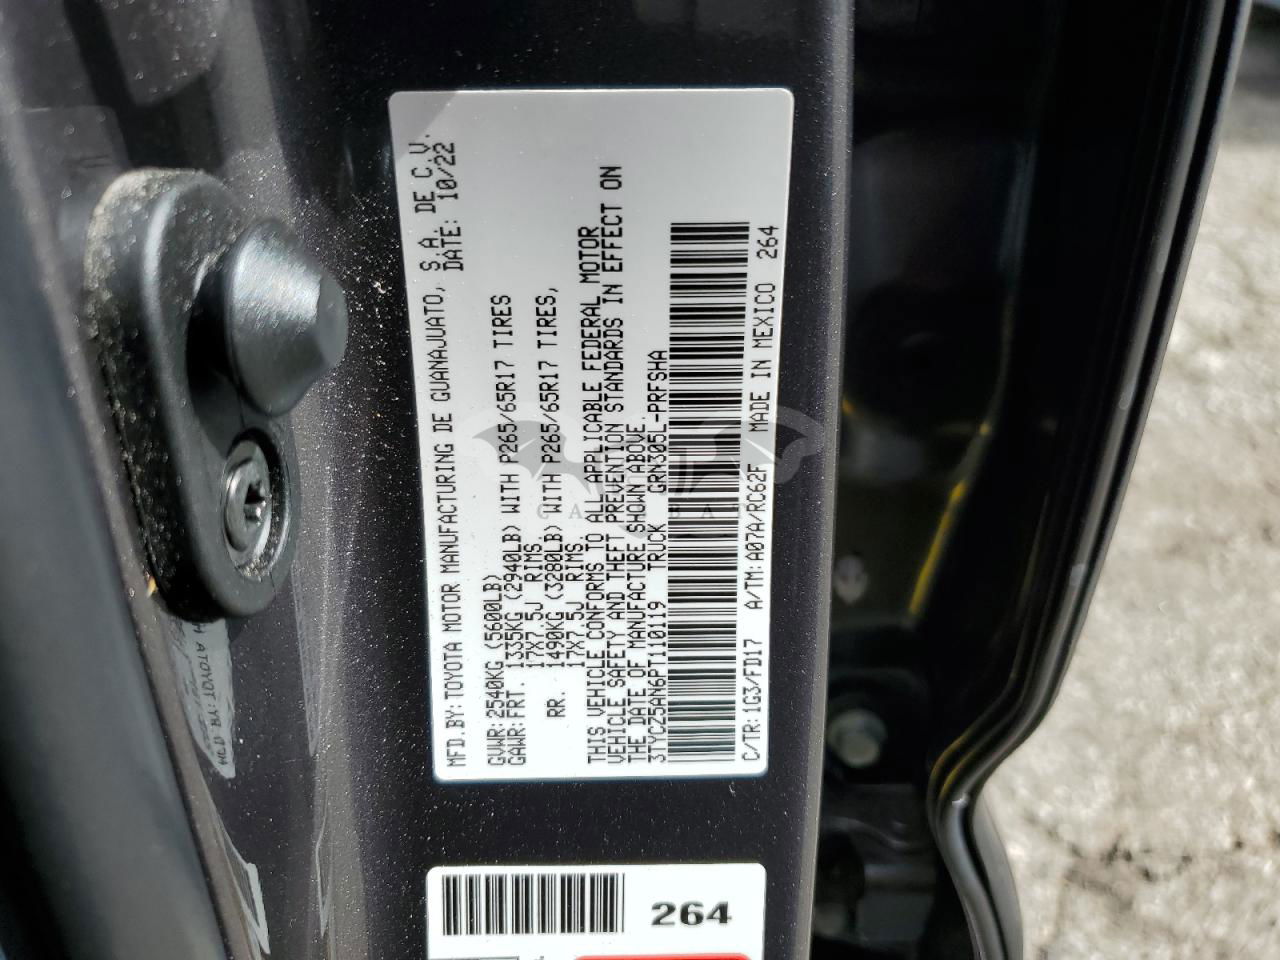 MFD.BY:TOYOTA MOTOR MANUFACTURING DE GUANAJUATO, S.A. DE C.V.
DATE: 10/22
GVWR:2540KG (5600LB)
GAWR:FRT. 1335KG (2940LB) WITH P265/65R17 TIRES
17X7.5J RIMS
RR. 1490KG (3280LB) WITH P265/65R17 TIRES,
17X7.5J RIMS
THIS VEHICLE CONFORMS TO ALL APPLICABLE FEDERAL MOTOR
VEHICLE SAFETY AND THEFT PREVENTION STANDARDS IN EFFECT ON
THE DATE OF MANUFACTURE SHOWN ABOVE.
3TYCZ5AN6PT110119 TRUCK GRN305L-PRFSHA
C/TR:1G3/FD17 A/TM:A07A/RC62F MADE IN MEXICO 264
264